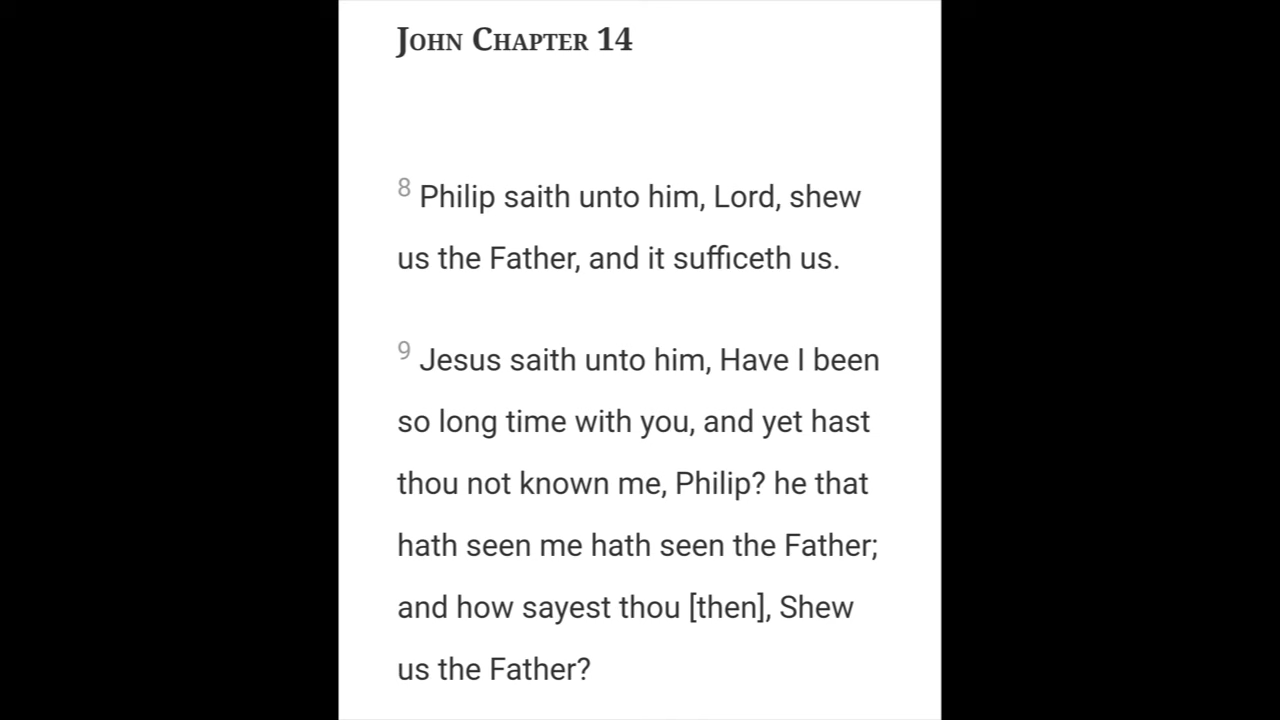 John Chapter 14
8 Philip saith unto him, Lord, shew
us the Father, and it sufficeth us.
9 Jesus saith unto him, Have I been
so long time with you, and yet hast
thou not known me, Philip? he that
hath seen me hath seen the Father;
and how sayest thou [then], Shew
us the Father?